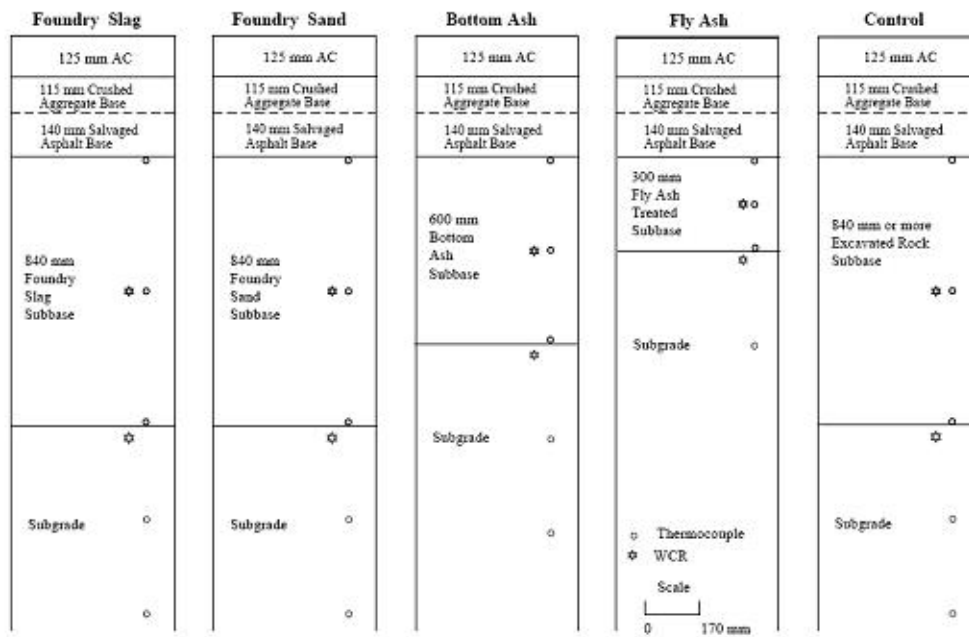 Foundry Slag
125 mm AC
115 mm Crushed
Aggregate Base
140 mm Salvaged
Asphalt Base
840 mm
Foundry
Slag
Subbase
Subgrade
Foundry Sand
125 mm AC
115 mm Crushed
Aggregate Base
140 mm Salvaged
Asphalt Base
840 mm
Foundry
Sand
Subbase
Subgrade
Bottom Ash
125 mm AC
115 mm Crushed
Aggregate Base
140 mm Salvaged
Asphalt Base
600 mm
Bottom
Ash
Subbase
Subgrade
Fly Ash
125 mm AC
115 mm Crushed
Aggregate Base
140 mm Salvaged
Asphalt Base
300 mm
Fly Ash
Treated
Subbase
Subgrade
Thermocouple
WCR
Scale
0 170 mm
Control
125 mm AC
115 mm Crushed
Aggregate Base
140 mm Salvaged
Asphalt Base
840 mm or more
Excavated Rock
Subbase
Subgrade